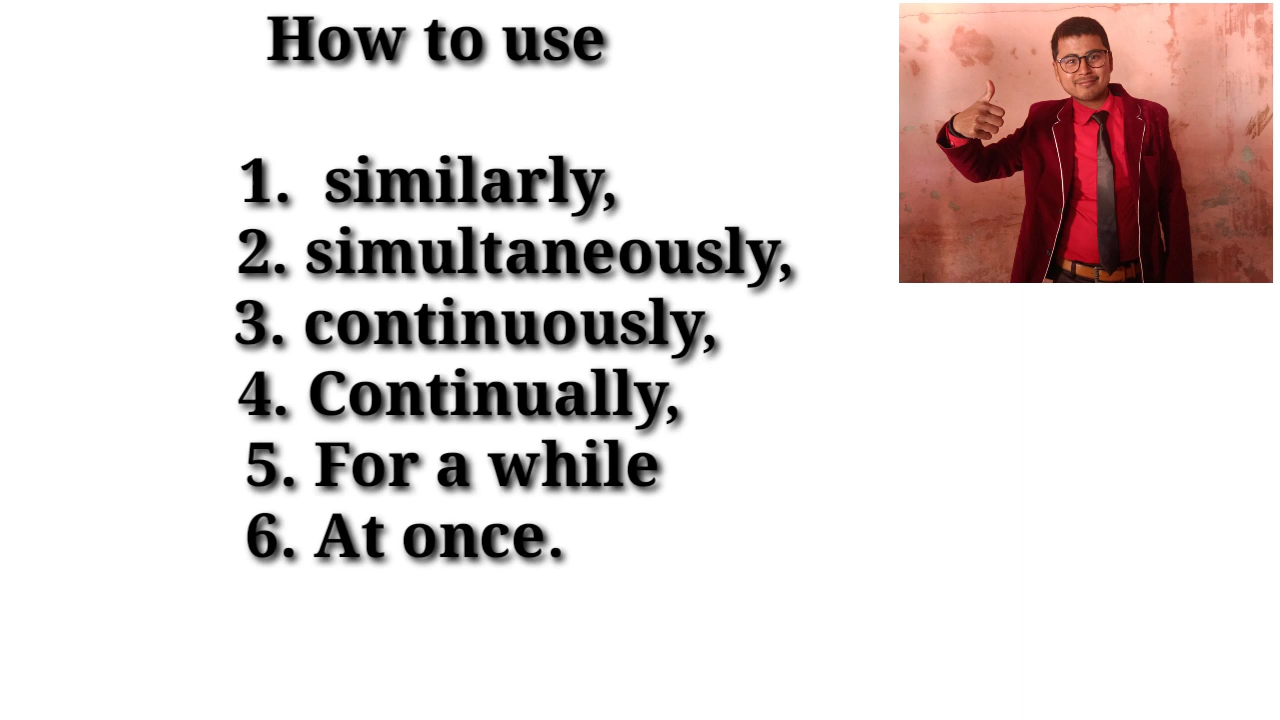 How to use
1. similarly,
2. simultaneously,
3. continuously,
4. Continually,
5. For a while
6. At once.